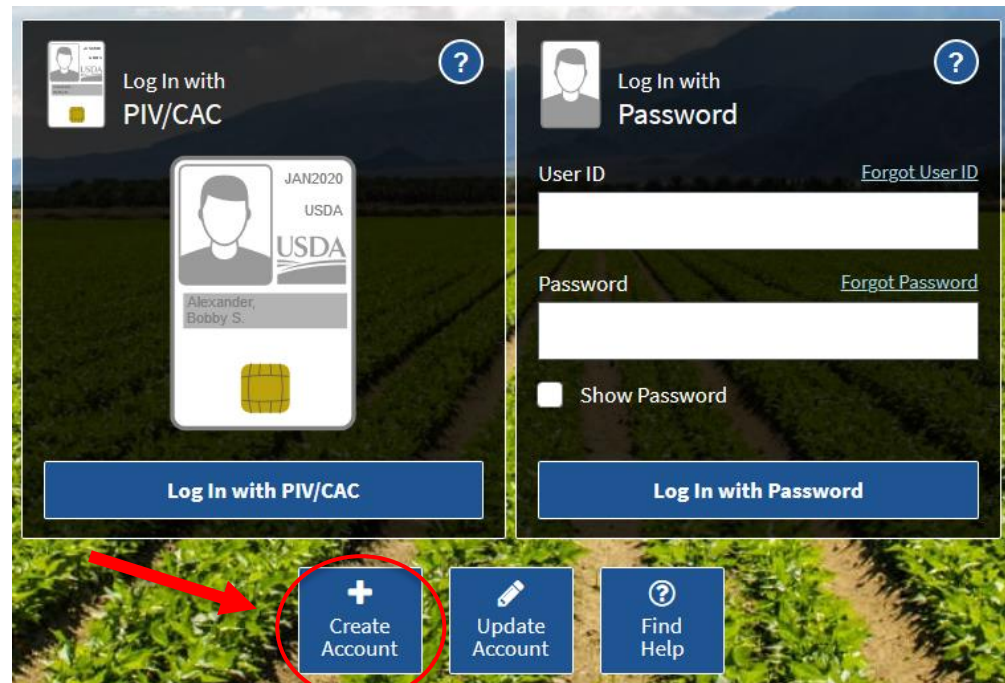 Log In with
PIV/CAC
?
JAN2020
USDA
USDA
Alexander,
Bobby S.
Log In with PIV/CAC
Log In with
Password
?
User ID
Forgot User ID
Password
Forgot Password
Show Password
Log In with Password
Create
Account
Update
Account
?
Find
Help